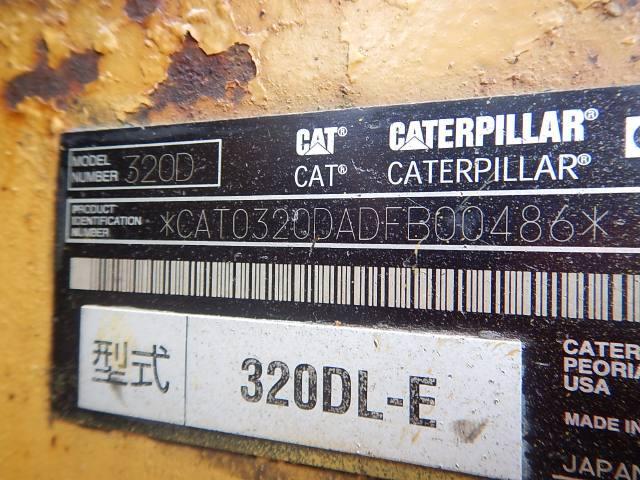 CAT® CATERPILLAR®
CAT® CATERPILLAR®
MODEL NUMBER 320D
PRODUCT IDENTIFICATION NUMBER *CAT0320DADFB00486*
型式 320DL-E
PEORIA
USA
MADE IN
JAPAN